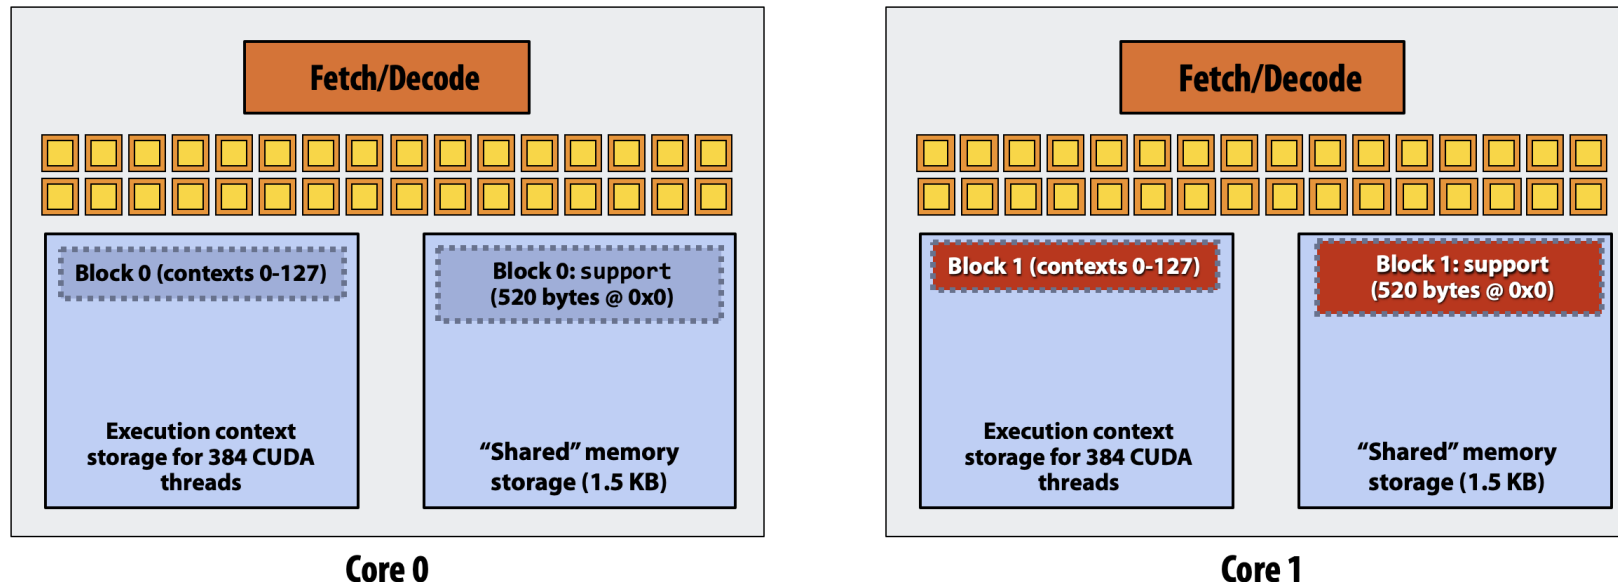 Fetch/Decode
Block 0 (contexts 0-127)
Block 0: support
(520 bytes @ 0x0)
Execution context
storage for 384 CUDA
threads
“Shared” memory
storage (1.5 KB)
Core 0
Fetch/Decode
Block 1 (contexts 0-127)
Block 1: support
(520 bytes @ 0x0)
Execution context
storage for 384 CUDA
threads
“Shared” memory
storage (1.5 KB)
Core 1